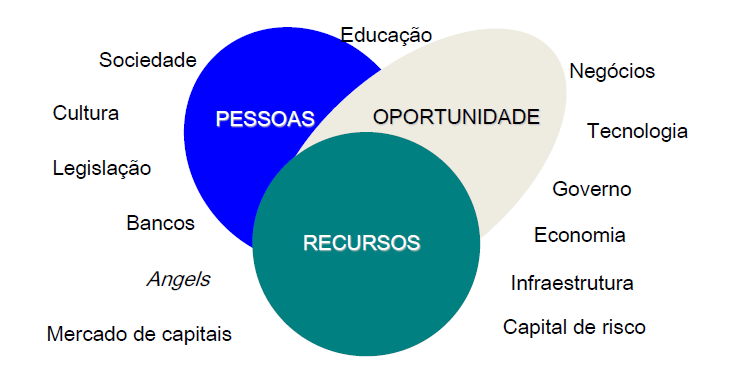 Educação
Sociedade
Negócios
Cultura
PESSOAS
OPORTUNIDADE
Tecnologia
Legislação
Governo
Bancos
RECURSOS
Economia
Angels
Infraestrutura
Mercado de capitais
Capital de risco